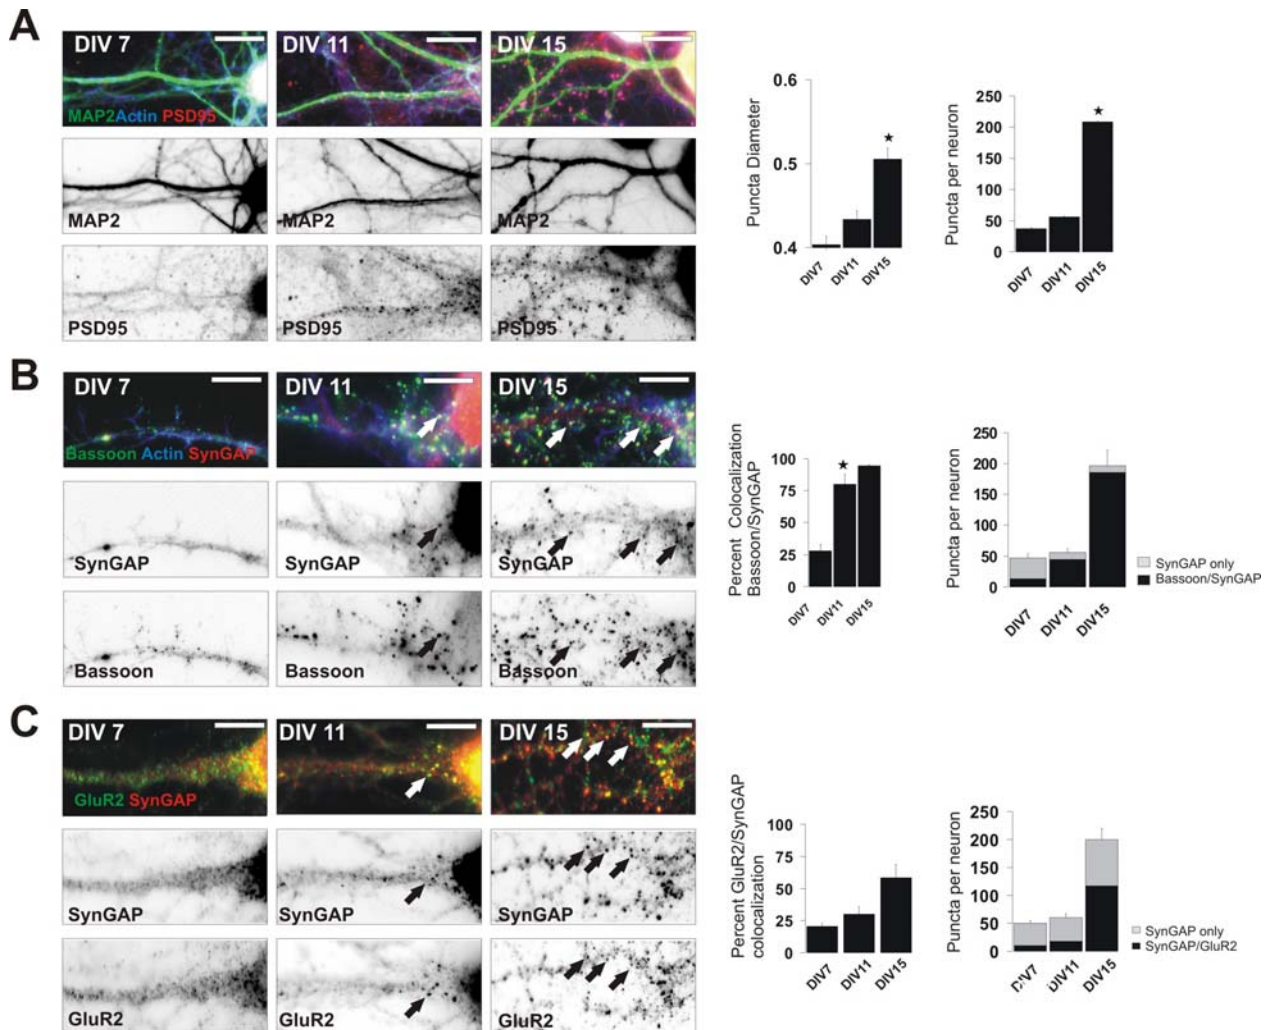 A
DIV 7
DIV 11
DIV 15
MAP2 Actin PSD95
MAP2
MAP2
MAP2
PSD95
PSD95
PSD95
Puncta Diameter
0.6
0.5
0.4
★
DIV7
DIV11
DIV15
Puncta per neuron
250
200
150
100
50
0
★
DIV7
DIV11
DIV15
B
DIV 7
DIV 11
DIV 15
Bassoon Actin SynGAP
SynGAP
SynGAP
SynGAP
Bassoon
Bassoon
Bassoon
Percent Colocalization
Bassoon/SynGAP
100
75
50
25
0
★
DIV7
DIV11
DIV15
Puncta per neuron
250
200
150
100
50
0
DIV7
DIV11
DIV15
SynGAP only
Bassoon/SynGAP
C
DIV 7
DIV 11
DIV 15
GluR2 SynGAP
SynGAP
SynGAP
SynGAP
GluR2
GluR2
GluR2
Percent GluR2/SynGAP
colocalization
100
75
50
25
0
DIV7
DIV11
DIV15
Puncta per neuron
250
200
150
100
50
0
DIV7
DIV11
DIV15
SynGAP only
SynGAP/GluR2